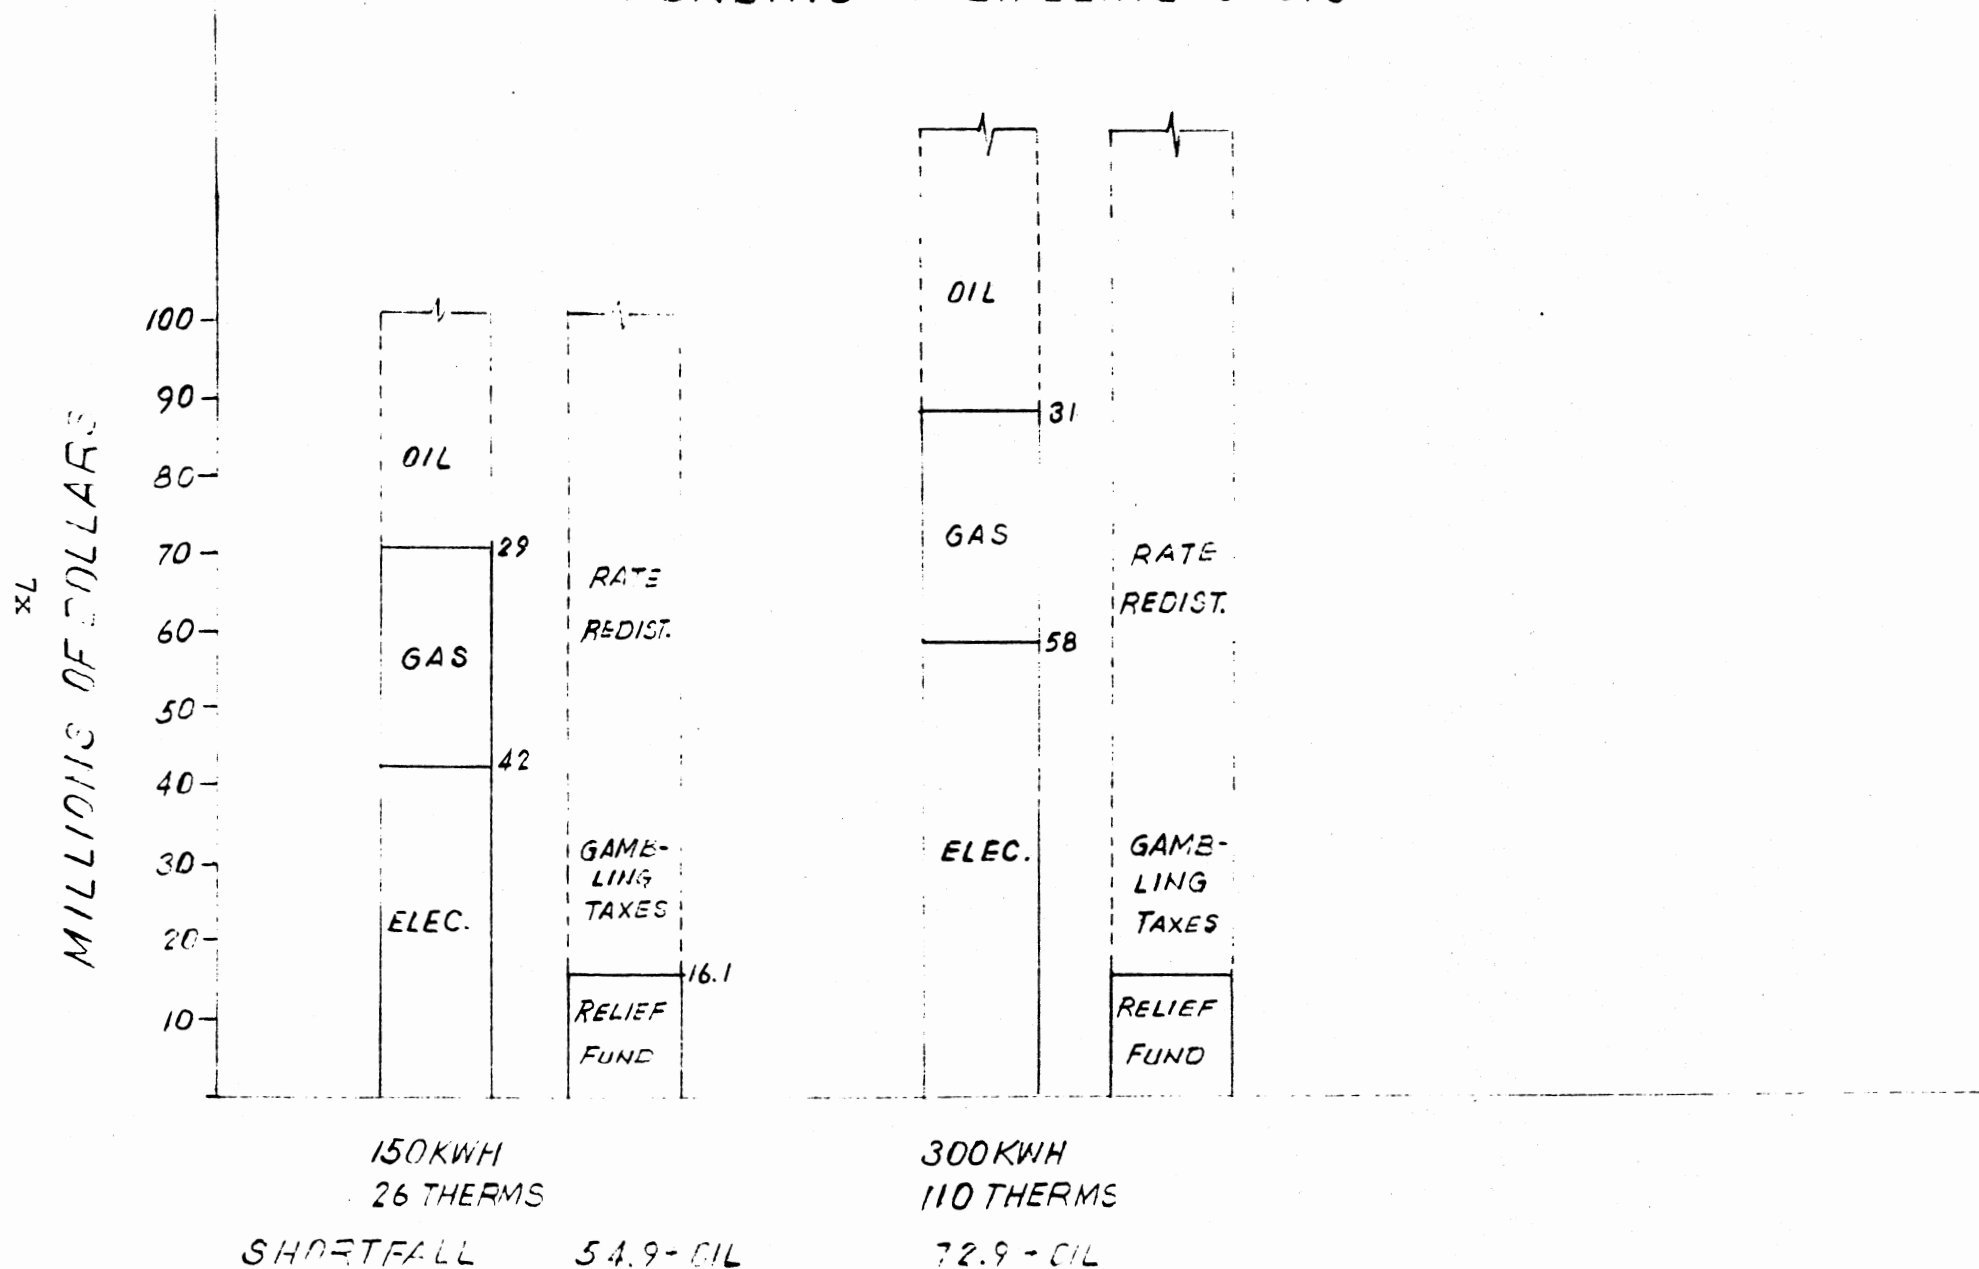 100
90
80
70
60
50
40
30
20
10
MILLIONS OF DOLLARS
xL
OIL
29
GAS
42
ELEC.
RATE
REDIST.
GAMB-
LING
TAXES
16.1
RELIEF
FUND
OIL
31
GAS
58
ELEC.
RATE
REDIST.
GAMB-
LING
TAXES
RELIEF
FUND
150KWH
26 THERMS
300KWH
110 THERMS
SHORTFALL 54.9-OIL 72.9-OIL